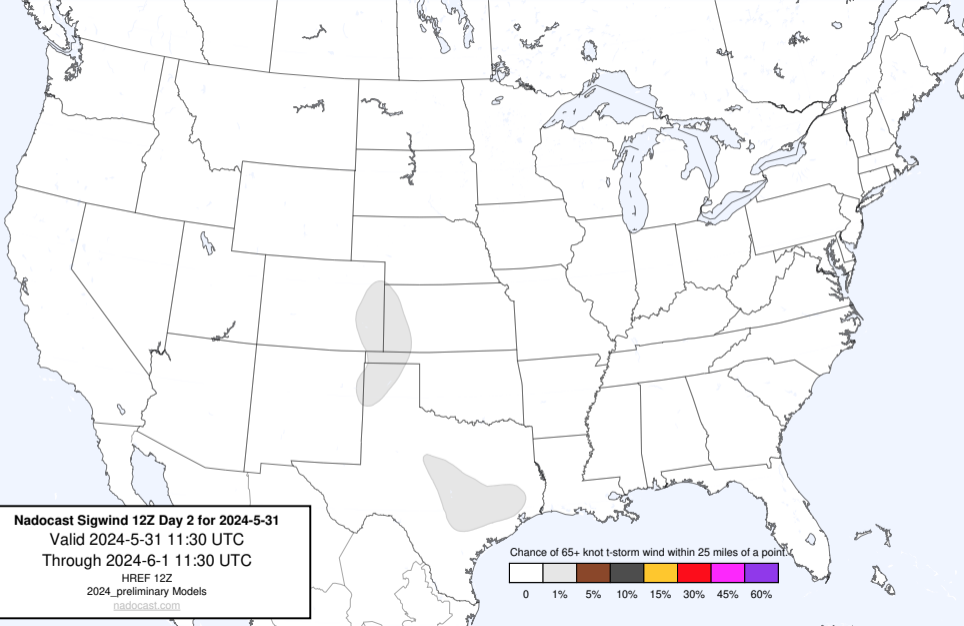 Nadocast Sigwind 12Z Day 2 for 2024-5-31
Valid 2024-5-31 11:30 UTC
Through 2024-6-1 11:30 UTC
HREF 12Z
2024_preliminary Models
nadocast.com
Chance of 65+ knot t-storm wind within 25 miles of a point.
0 1% 5% 10% 15% 30% 45% 60%